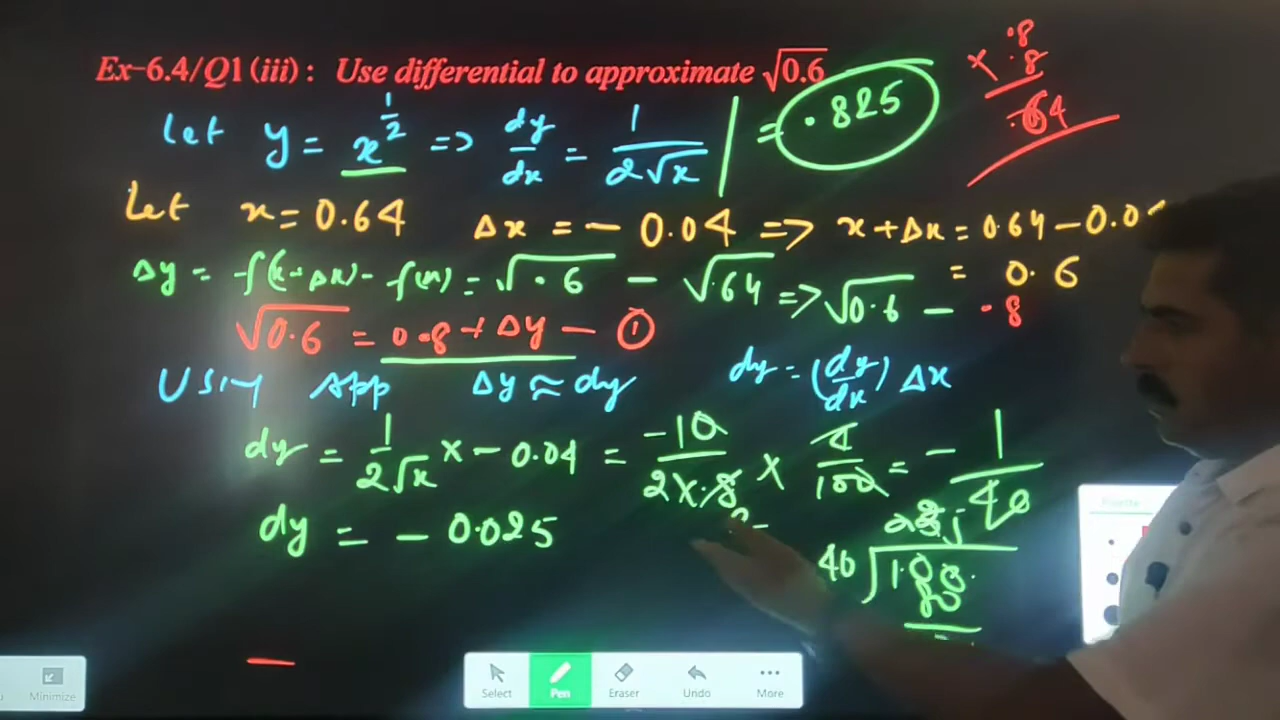 Ex-6.4/Q1(iii) : Use differential to approximate √0.6
× .8
.8
.64
Let y = x^1/2 => dy/dx = 1/2√x | = .825
Let x = 0.64 Δx = - 0.04 => x+Δx = 0.64-0.0
= 0.6
Δy = f(x+Δx) - f(x) = √.6 - √.64 => √0.6 - .8
√0.6 = 0.8 + Δy - ①
Using App Δy ≈ dy dy = (dy/dx) Δx
dy = 1/2√x × - 0.04 = -10/2×.8 × 4/100 = - 1/40
dy = - 0.025
40
Palette
Minimize
Select Pen Eraser Undo More